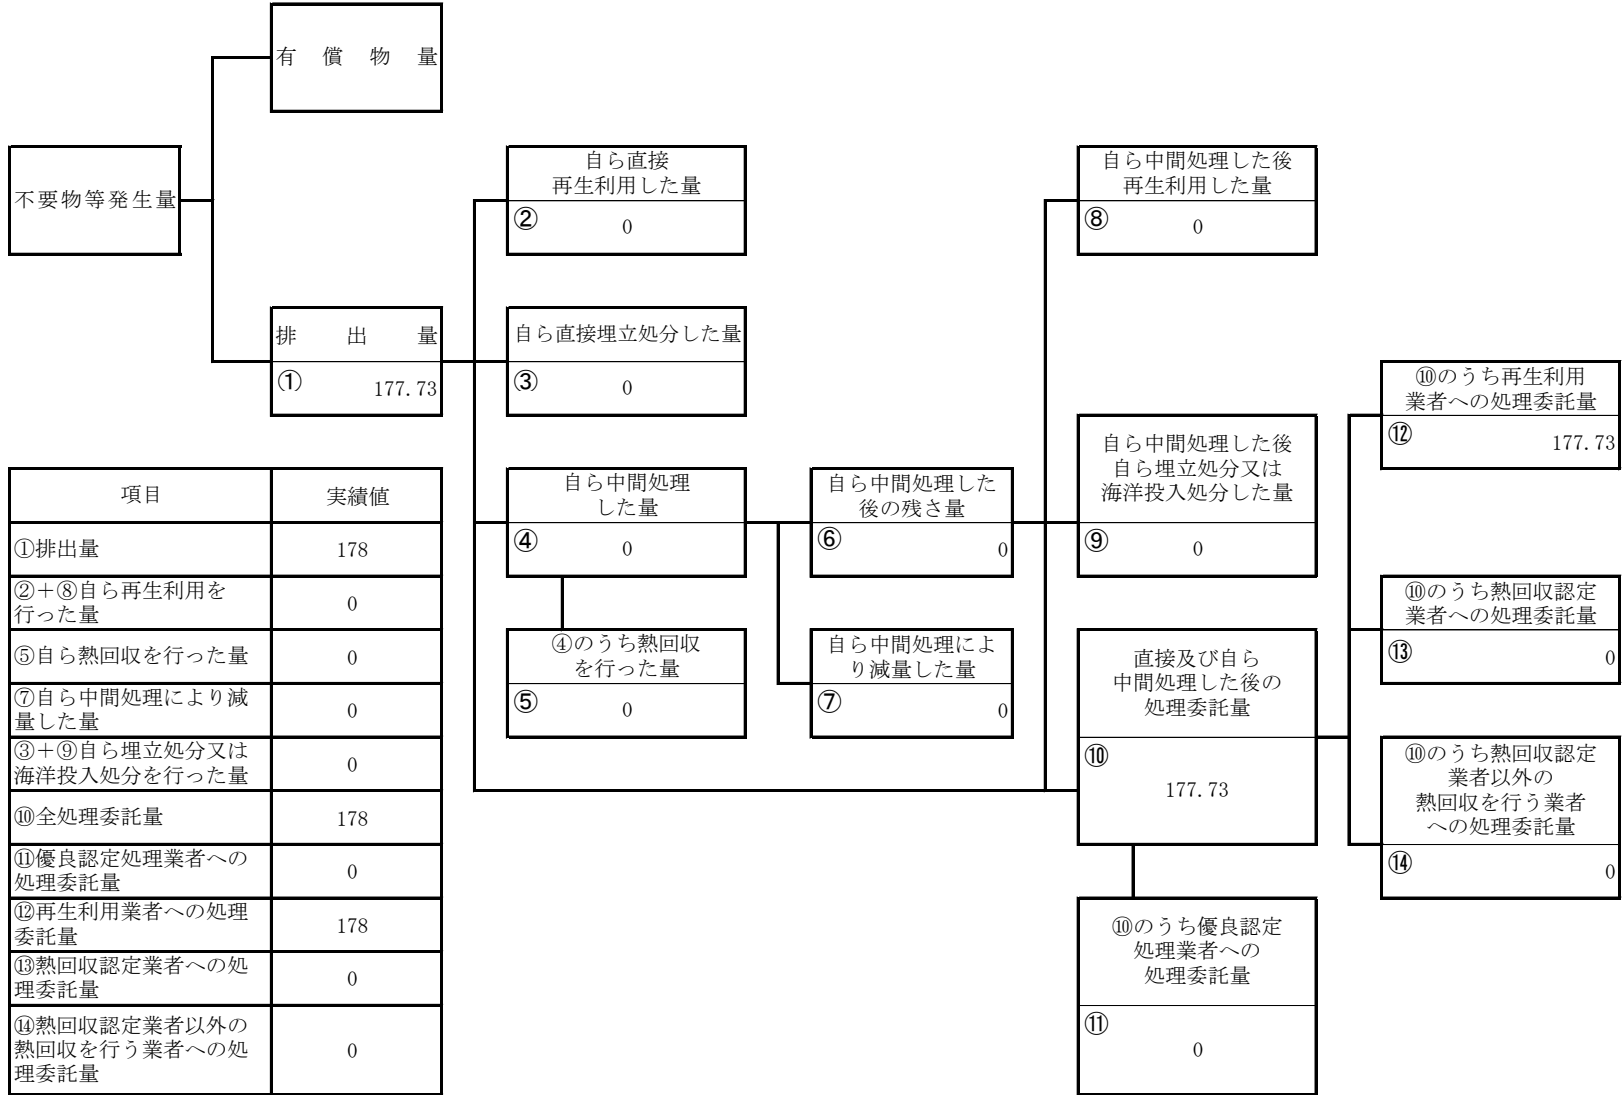 有償物量
不要物等発生量
排出量
① 177.73
自ら直接
再生利用した量
② 0
自ら直接埋立処分した量
③ 0
自ら中間処理
した量
④ 0
④のうち熱回収
を行った量
⑤ 0
自ら中間処理した
後の残さ量
⑥ 0
自ら中間処理によ
り減量した量
⑦ 0
自ら中間処理した後
再生利用した量
⑧ 0
自ら中間処理した後
自ら埋立処分又は
海洋投入処分した量
⑨ 0
直接及び自ら
中間処理した後の
処理委託量
⑩
177.73
⑩のうち優良認定
処理業者への
処理委託量
⑪
0
⑩のうち再生利用
業者への処理委託量
⑫ 177.73
⑩のうち熱回収認定
業者への処理委託量
⑬ 0
⑩のうち熱回収認定
業者以外の
熱回収を行う業者
への処理委託量
⑭ 0
項目 実績値
①排出量 178
②+⑧自ら再生利用を
行った量 0
⑤自ら熱回収を行った量 0
⑦自ら中間処理により減
量した量 0
③+⑨自ら埋立処分又は
海洋投入処分を行った量 0
⑩全処理委託量 178
⑪優良認定処理業者への
処理委託量 0
⑫再生利用業者への処理
委託量 178
⑬熱回収認定業者への処
理委託量 0
⑭熱回収認定業者以外の
熱回収を行う業者への処
理委託量 0